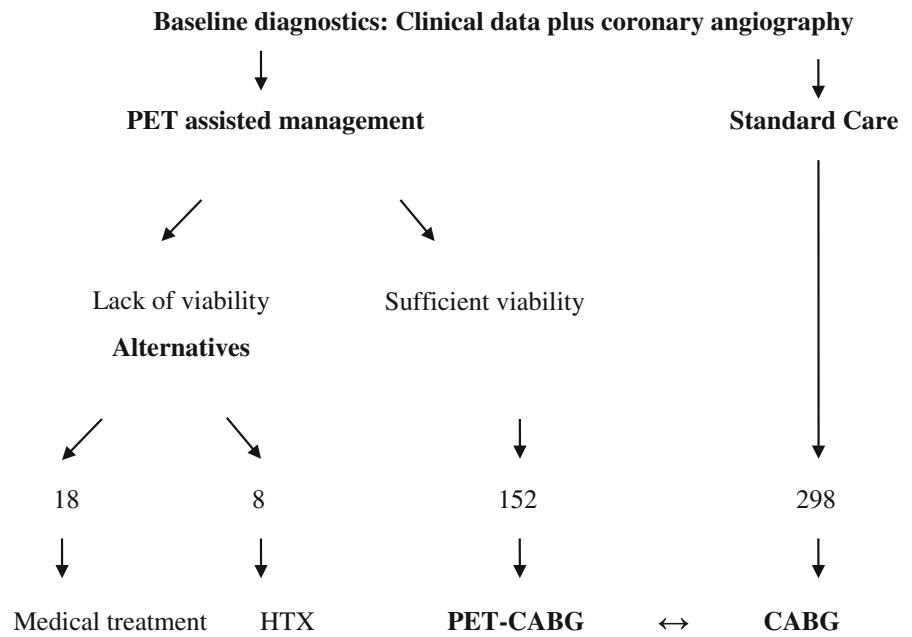 Baseline diagnostics: Clinical data plus coronary angiography
PET assisted management
Standard Care
Lack of viability
Sufficient viability
Alternatives
18
8
152
298
Medical treatment
HTX
PET-CABG
↔
CABG